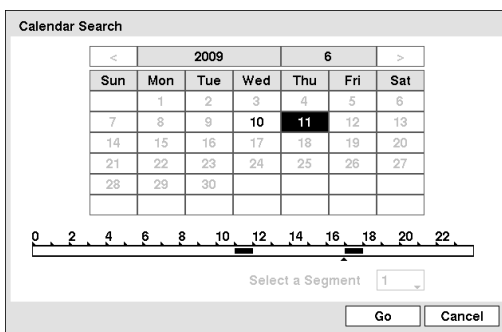 Calendar Search
< 2009 6 >
Sun Mon Tue Wed Thu Fri Sat
1 2 3 4 5 6
7 8 9 10 11 12 13
14 15 16 17 18 19 20
21 22 23 24 25 26 27
28 29 30
0 2 4 6 8 10 12 14 16 18 20 22
Select a Segment 1
Go Cancel